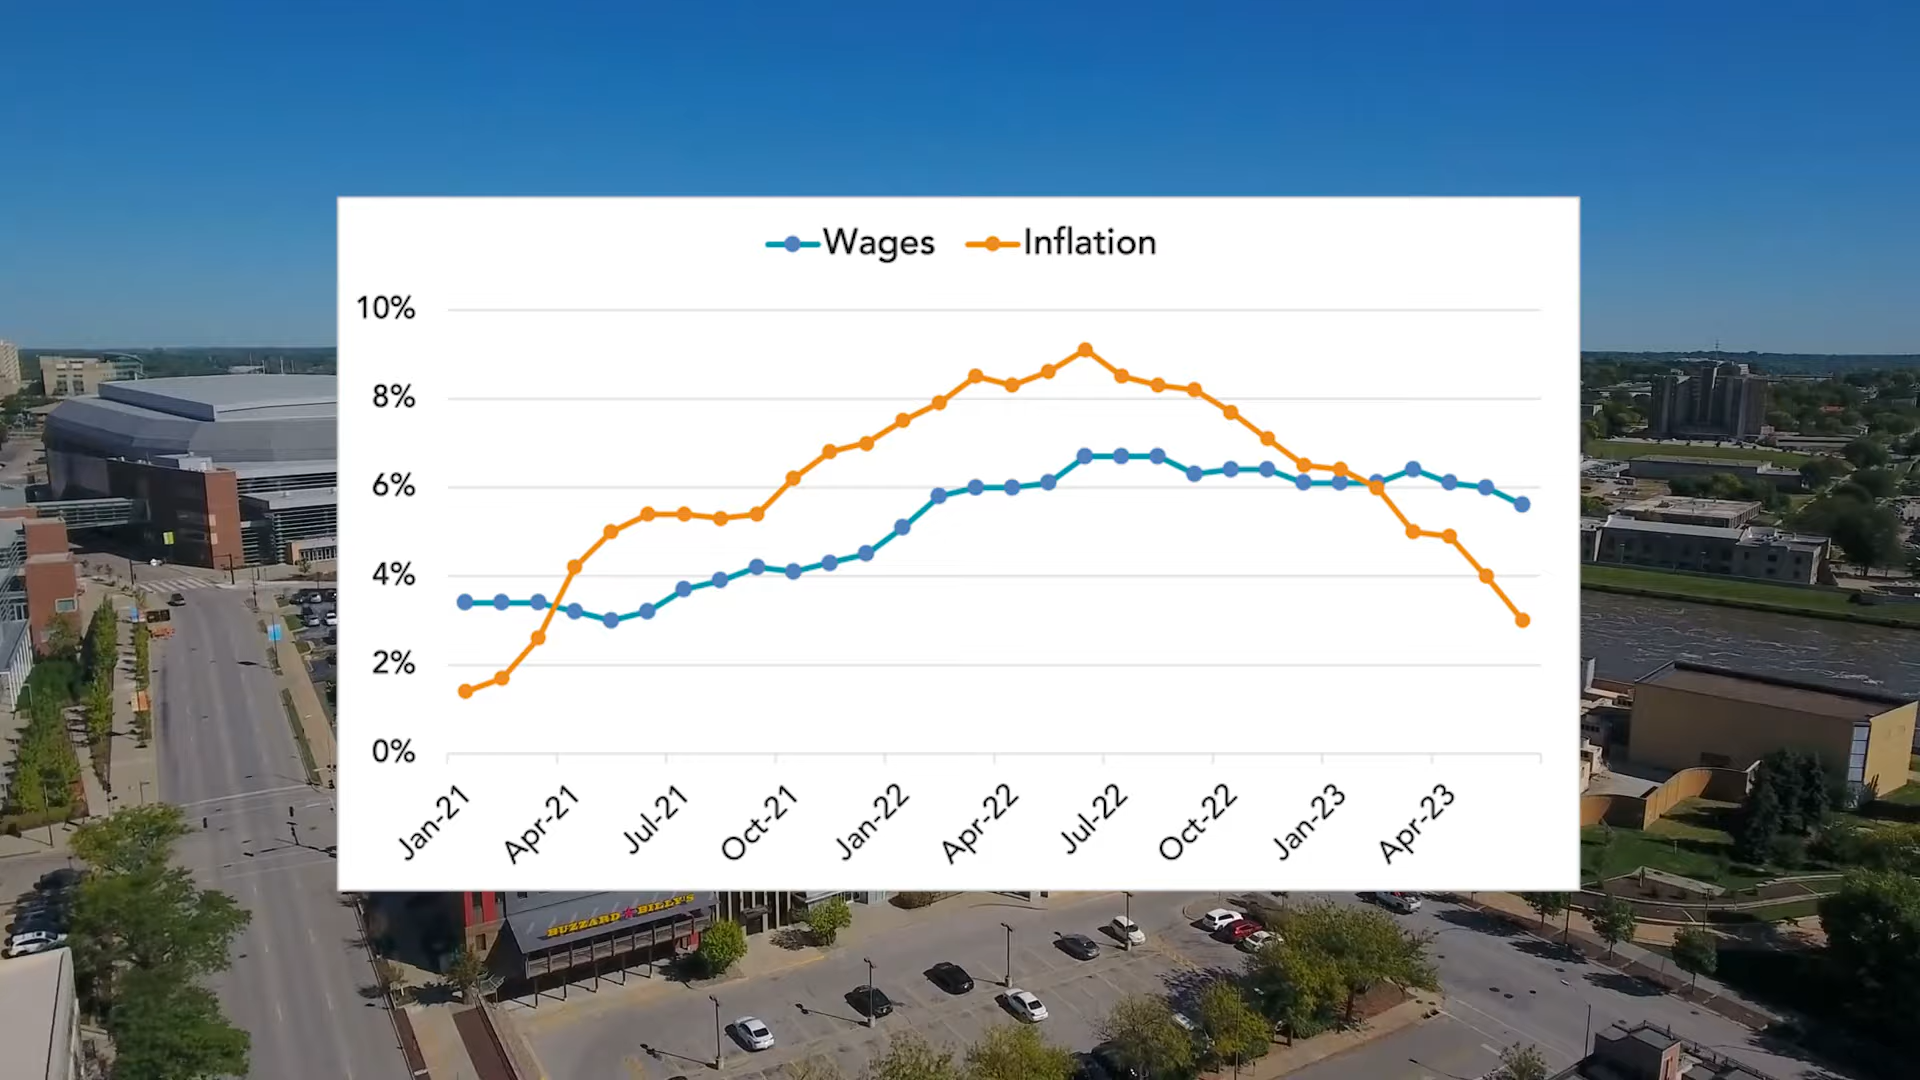 Wages Inflation
10%
8%
6%
4%
2%
0%
Jan-21 Apr-21 Jul-21 Oct-21 Jan-22 Apr-22 Jul-22 Oct-22 Jan-23 Apr-23
BUZZARD BILLY'S